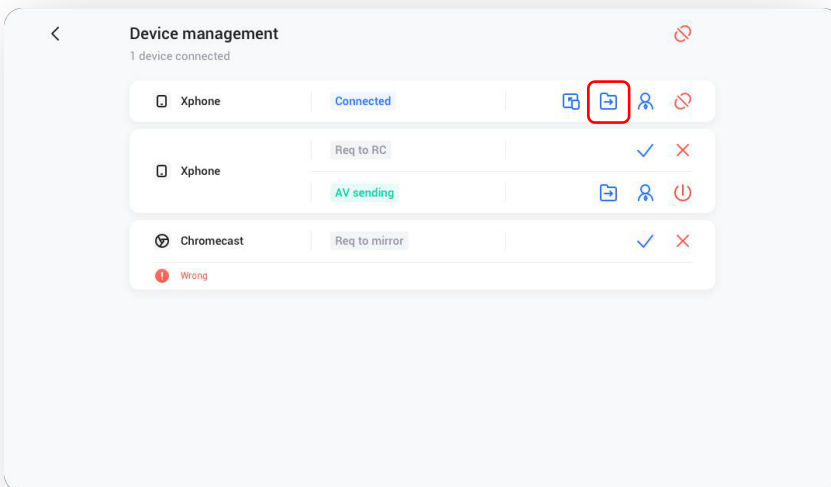 Device management
1 device connected
Xphone
Connected
Xphone
Req to RC
AV sending
Chromecast
Req to mirror
Wrong